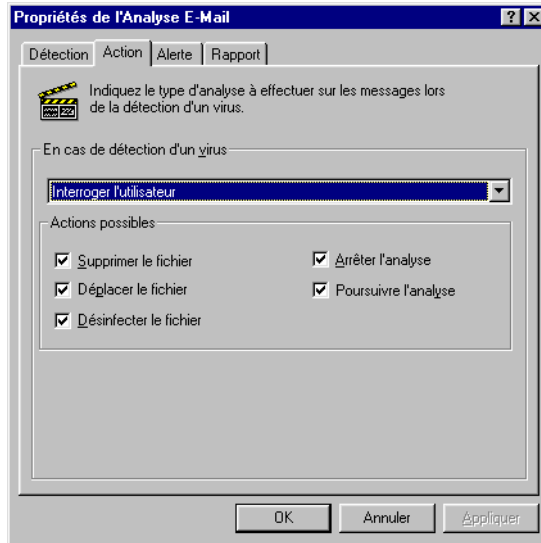 Propriétés de l'Analyse E-Mail
Détection Action Alerte Rapport
Indiquez le type d'analyse à effectuer sur les messages lors
de la détection d'un virus.
En cas de détection d'un virus
Interroger l'utilisateur
Actions possibles
Supprimer le fichier
Arrêter l'analyse
Déplacer le fichier
Poursuivre l'analyse
Désinfecter le fichier
OK Annuler Appliquer